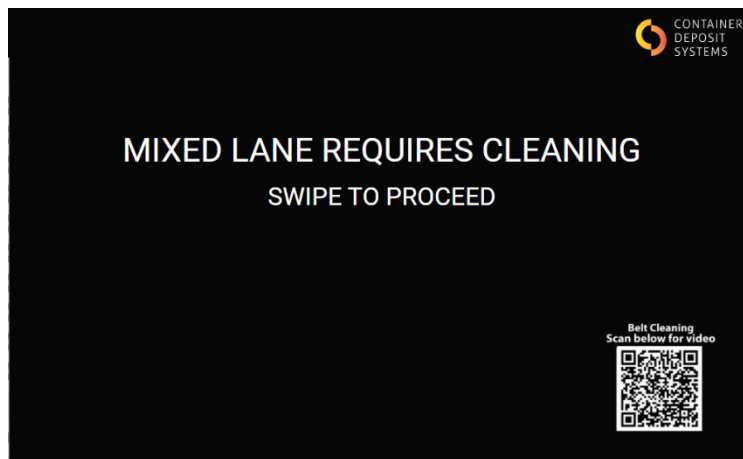 CONTAINER
DEPOSIT
SYSTEMS
MIXED LANE REQUIRES CLEANING
SWIPE TO PROCEED
Belt Cleaning
Scan below for video